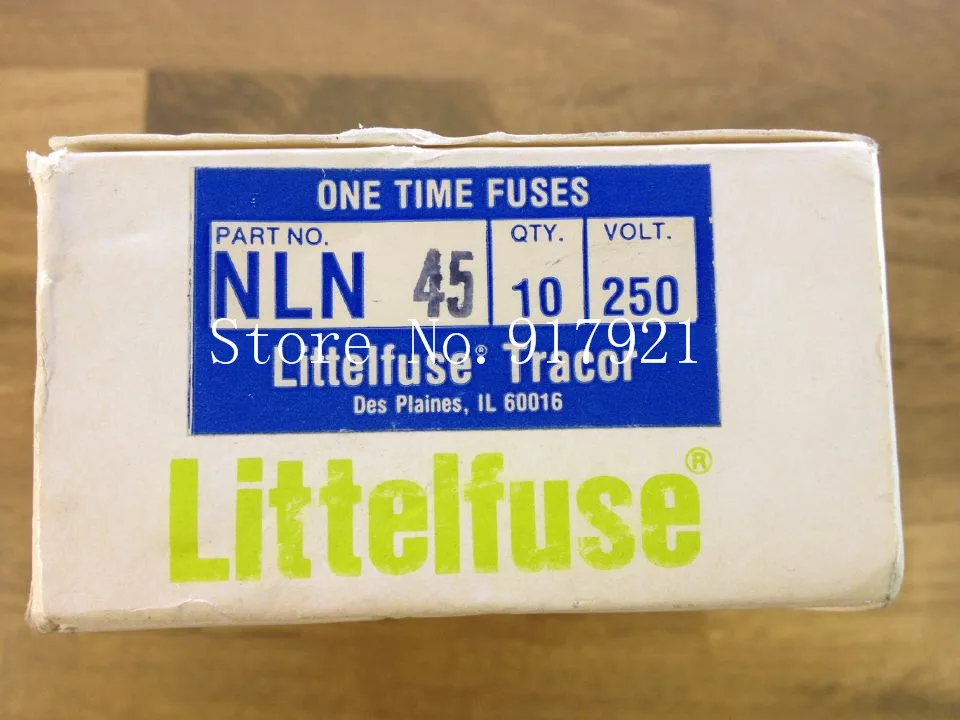 ONE TIME FUSES
PART NO. QTY. VOLT.
NLN 45 10 250
Store No: 917921
Littelfuse® Tracor
Des Plaines, IL 60016
Littelfuse®